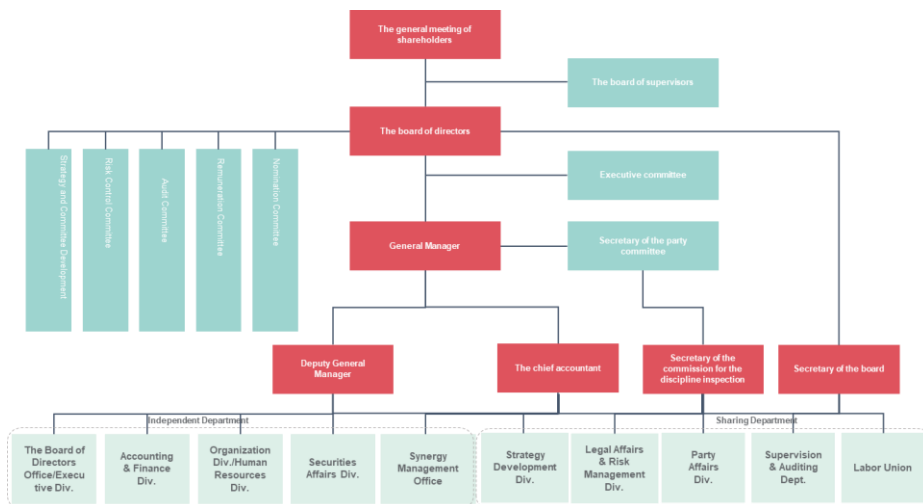 The general meeting of
shareholders
The board of supervisors
The board of directors
Strategy and Committee Development
Risk Control Committee
Audit Committee
Remuneration Committee
Nomination Committee
Executive committee
General Manager
Secretary of the party
committee
Deputy General
Manager
The chief accountant
Secretary of the
commission for the
discipline inspection
Secretary of the board
Independent Department
Sharing Department
The Board of
Directors
Office/Execu
tive Div.
Accounting
& Finance
Div.
Organization
Div./Human
Resources
Div.
Securities
Affairs Div.
Synergy
Management
Office
Strategy
Development
Div.
Legal Affairs
& Risk
Management
Div.
Party
Affairs
Div.
Supervision
& Auditing
Dept.
Labor Union